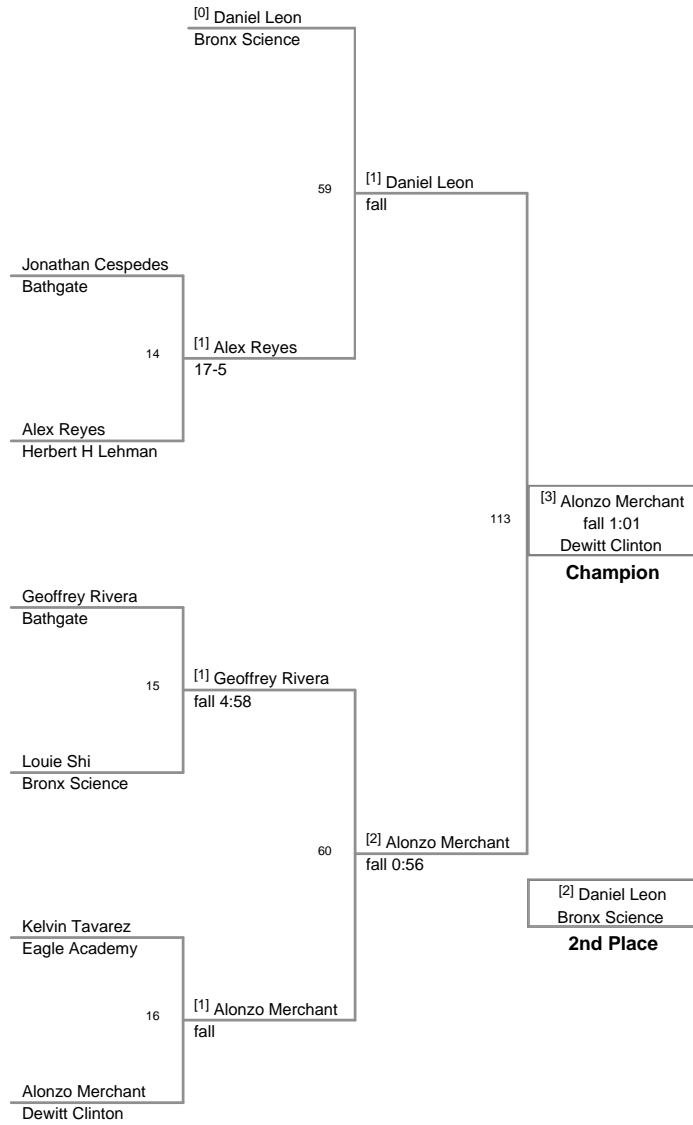 [0] Daniel Leon
Bronx Science
59
[1] Daniel Leon
fall
Jonathan Cespedes
Bathgate
14
[1] Alex Reyes
17-5
Alex Reyes
Herbert H Lehman
113
[3] Alonzo Merchant
fall 1:01
Dewitt Clinton
Champion
Geoffrey Rivera
Bathgate
15
[1] Geoffrey Rivera
fall 4:58
Louie Shi
Bronx Science
60
[2] Alonzo Merchant
fall 0:56
[2] Daniel Leon
Bronx Science
2nd Place
Kelvin Tavarez
Eagle Academy
16
[1] Alonzo Merchant
fall
Alonzo Merchant
Dewitt Clinton